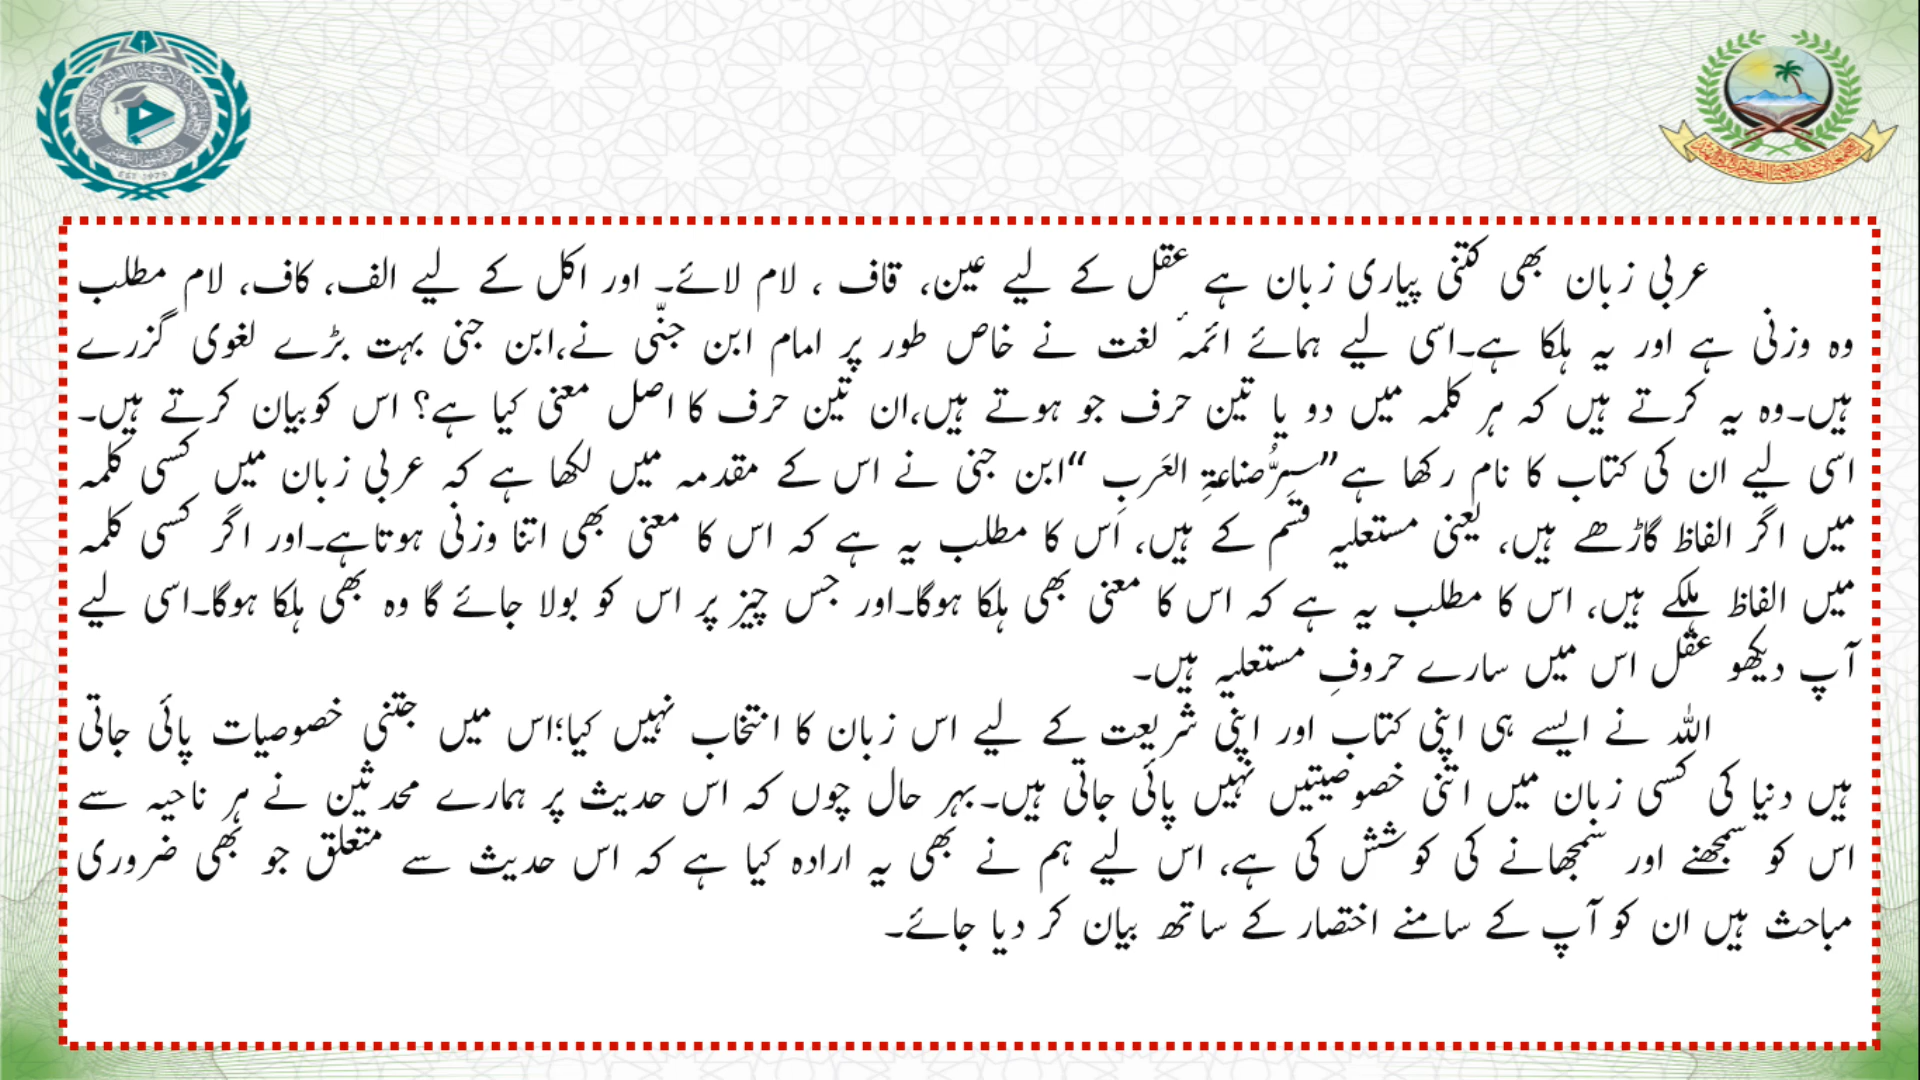 عربی زبان بھی کتنی پیاری زبان ہے عقل کے لیے عین، قاف ، لام لائے۔ اور اکل کے لیے الف، کاف، لام مطلب
وہ وزنی ہے اور یہ ہلکا ہے۔اسی لیے ہمائے ائمہٴ لغت نے خاص طور پر امام ابن جنّی نے،ابن جنی بہت بڑے لغوی گزرے
ہیں۔وہ یہ کرتے ہیں کہ ہر کلمہ میں دو یا تین حرف جو ہوتے ہیں،ان تین حرف کا اصل معنی کیا ہے؟ اس کوبیان کرتے ہیں۔
اسی لیے ان کی کتاب کا نام رکھا ہے”سِرُّصناعةِ العَربِ “ابن جنی نے اس کے مقدمہ میں لکھا ہے کہ عربی زبان میں کسی کلمہ
میں اگر الفاظ گاڑھے ہیں، یعنی مستعلیہ قسم کے ہیں، اس کا مطلب یہ ہے کہ اس کا معنی بھی اتنا وزنی ہوتاہے۔اور اگر کسی کلمہ
میں الفاظ ہلکے ہیں، اس کا مطلب یہ ہے کہ اس کا معنی بھی ہلکا ہوگا۔اور جس چیز پر اس کو بولا جائے گا وہ بھی ہلکا ہوگا۔اسی لیے
آپ دیکھو عقل اس میں سارے حروفِ مستعلیہ ہیں۔
اللہ نے ایسے ہی اپنی کتاب اور اپنی شریعت کے لیے اس زبان کا انتخاب نہیں کیا؛اس میں جتنی خصوصیات پائی جاتی
ہیں دنیا کی کسی زبان میں اتنی خصوصیتیں نہیں پائی جاتی ہیں۔بہر حال چوں کہ اس حدیث پر ہمارے محدثین نے ہر ناحیہ سے
اس کو سمجھنے اور سمجھانے کی کوشش کی ہے، اس لیے ہم نے بھی یہ ارادہ کیا ہے کہ اس حدیث سے متعلق جو بھی ضروری
مباحث ہیں ان کو آپ کے سامنے اختصار کے ساتھ بیان کر دیا جائے۔
EST 1979